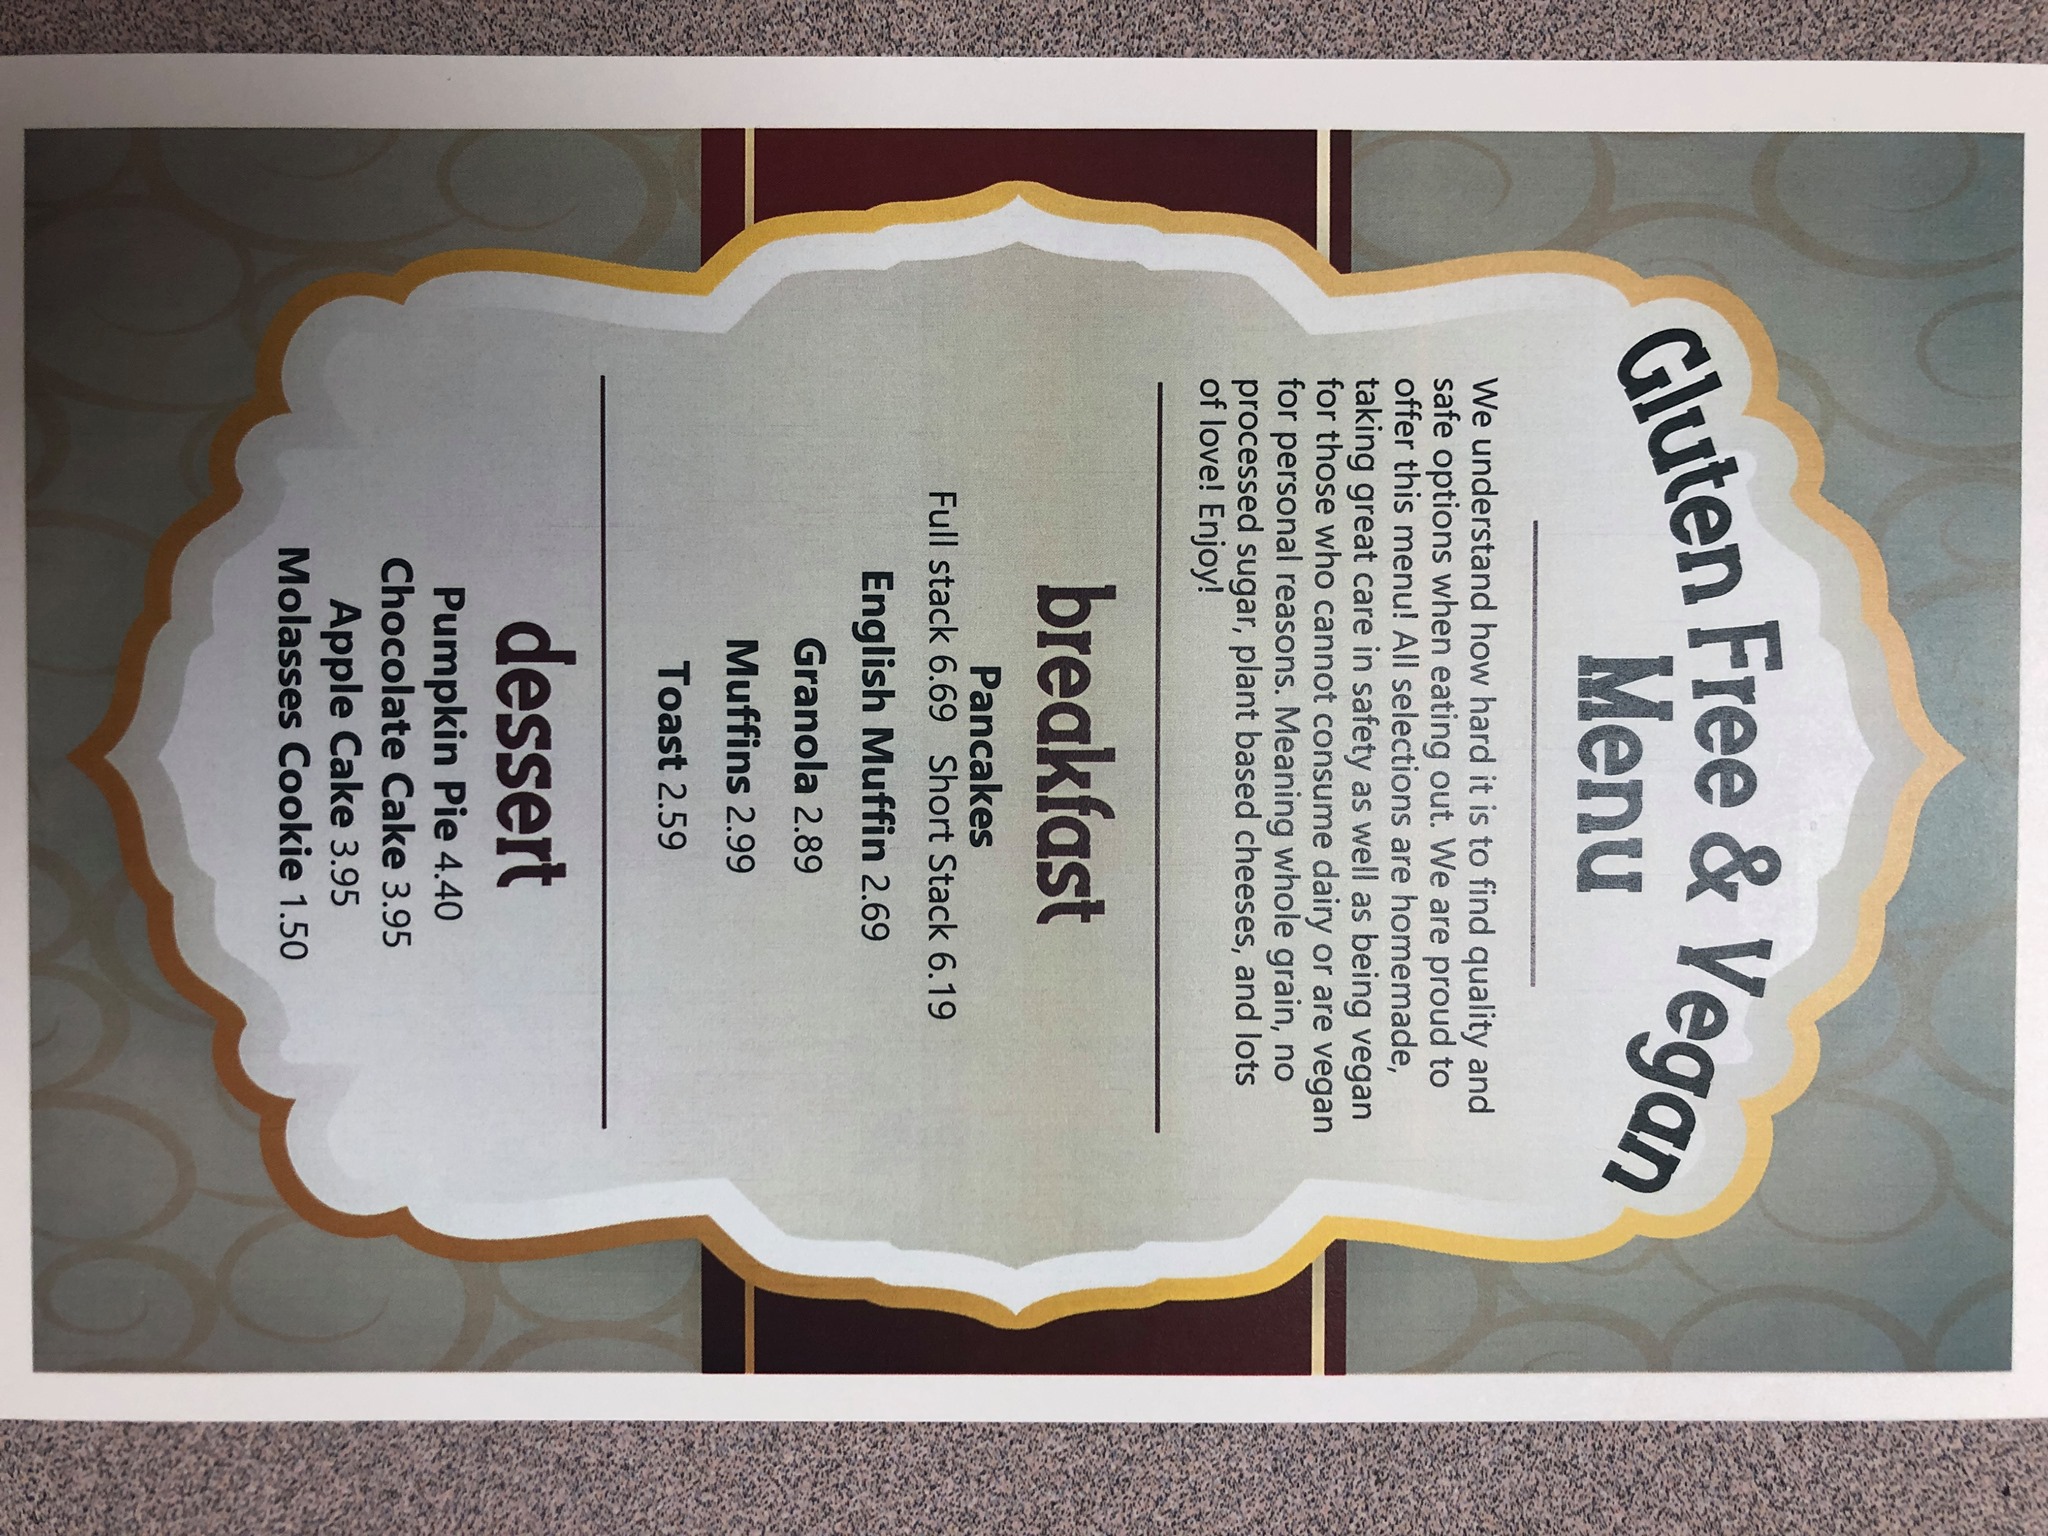 Gluten Free & Vegan
Menu
We understand how hard it is to find quality and
safe options when eating out. We are proud to
offer this menu! All selections are homemade,
taking great care in safety as well as being vegan
for those who cannot consume dairy or are vegan
for personal reasons. Meaning whole grain, no
processed sugar, plant based cheeses, and lots
of love! Enjoy!
breakfast
Pancakes
Full stack 6.69 Short Stack 6.19
English Muffin 2.69
Granola 2.89
Muffins 2.99
Toast 2.59
dessert
Pumpkin Pie 4.40
Chocolate Cake 3.95
Apple Cake 3.95
Molasses Cookie 1.50